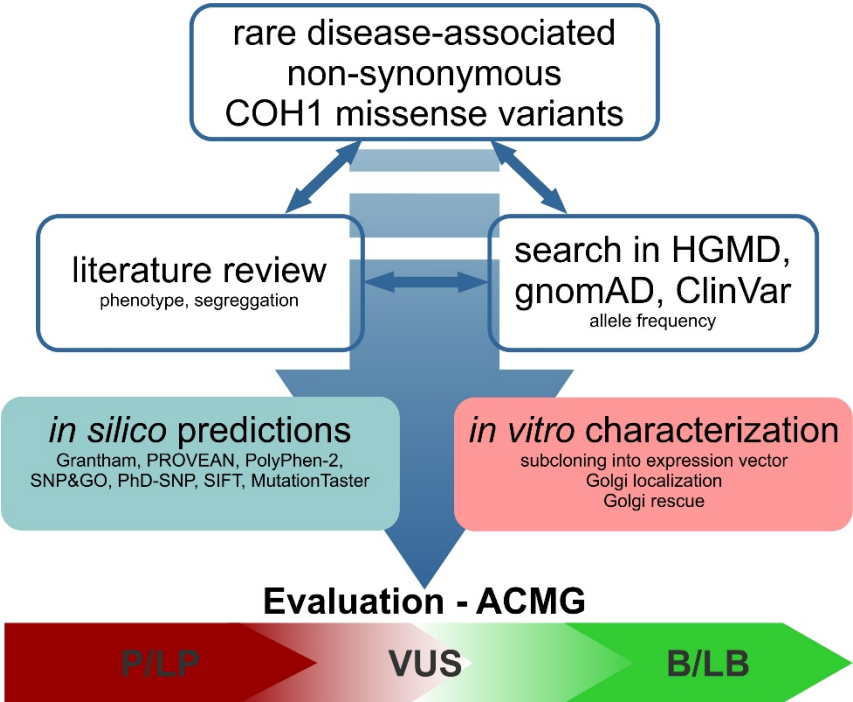 rare disease-associated
non-synonymous
COH1 missense variants
literature review
phenotype, segreggation
search in HGMD,
gnomAD, ClinVar
allele frequency
in silico predictions
Grantham, PROVEAN, PolyPhen-2,
SNP&GO, PhD-SNP, SIFT, MutationTaster
in vitro characterization
subcloning into expression vector
Golgi localization
Golgi rescue
Evaluation - ACMG
P/LP
VUS
B/LB